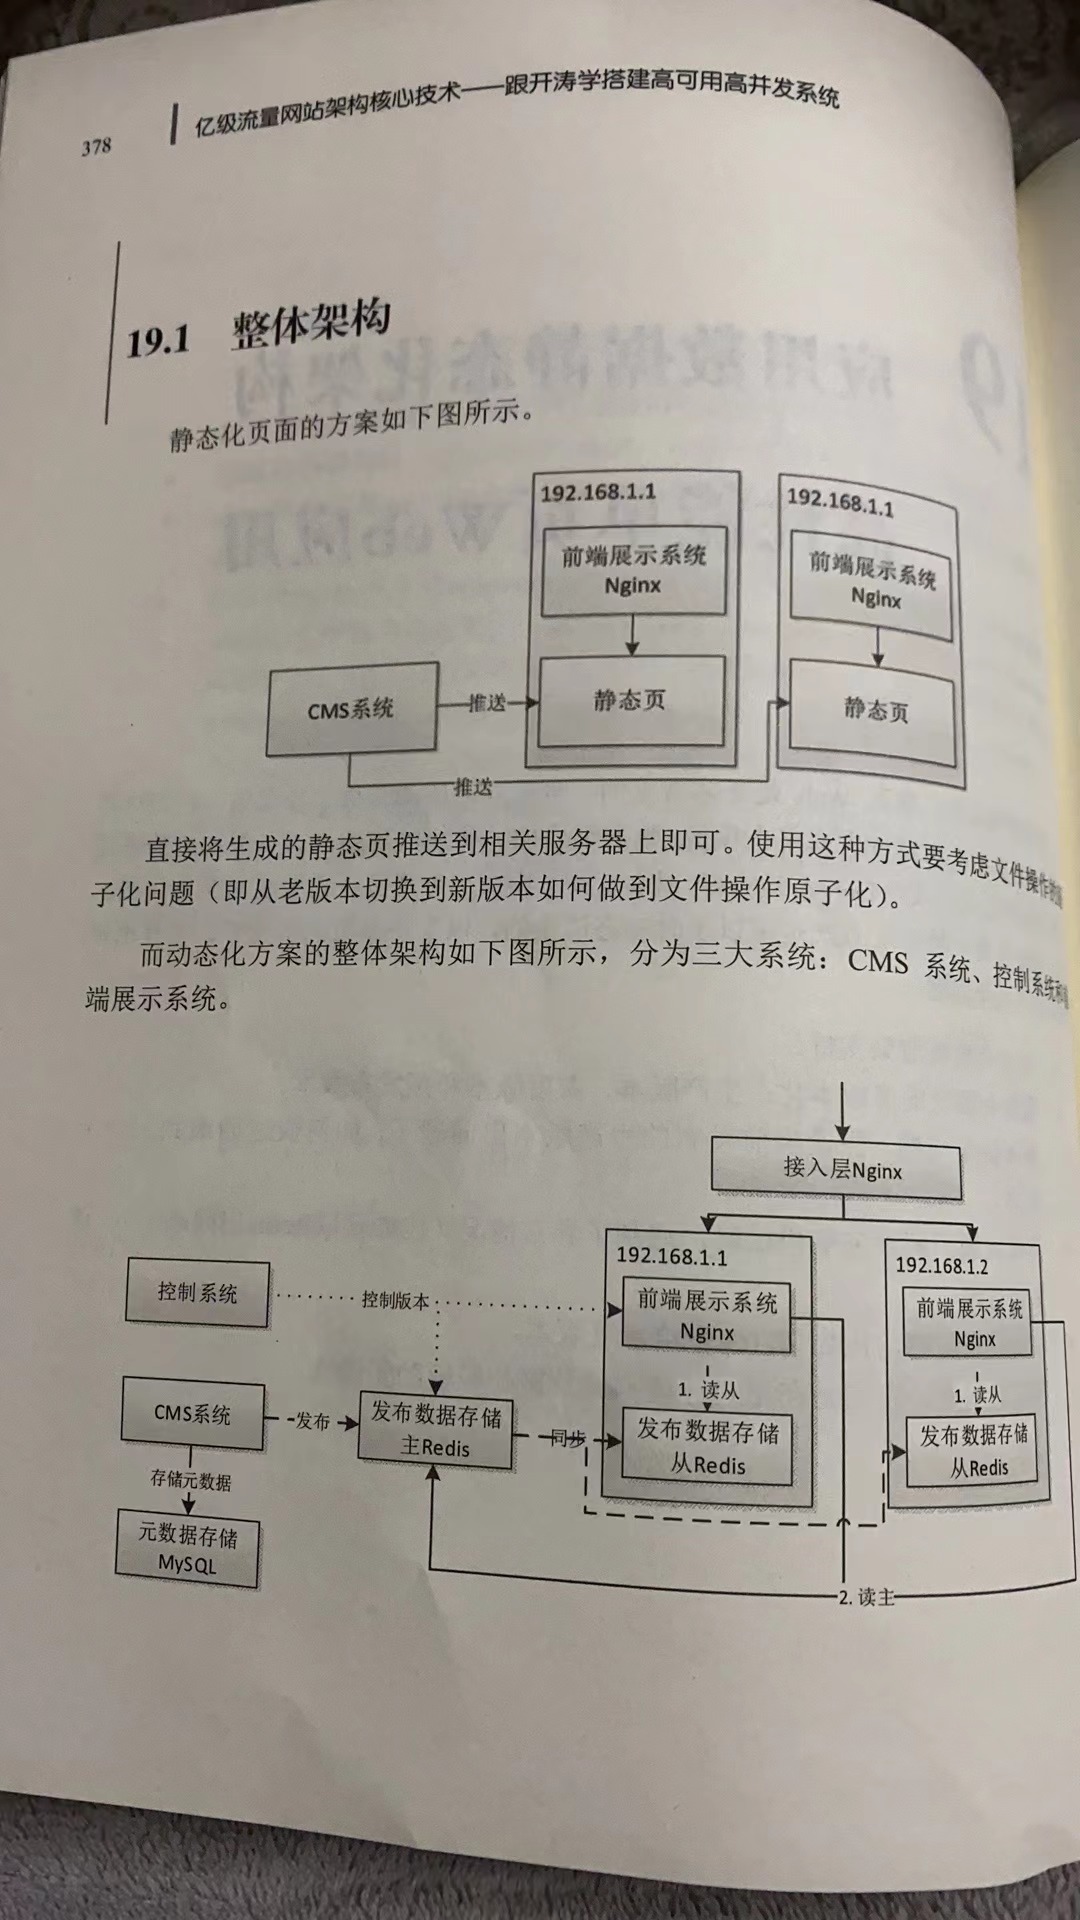 亿级流量网站架构核心技术——跟开涛学搭建高可用高并发系统
378
19.1 整体架构
静态化页面的方案如下图所示。
192.168.1.1
前端展示系统
Nginx
静态页
192.168.1.1
前端展示系统
Nginx
静态页
CMS系统
推送
推送
直接将生成的静态页推送到相关服务器上即可。使用这种方式要考虑文件操作的
子化问题（即从老版本切换到新版本如何做到文件操作原子化）。
而动态化方案的整体架构如下图所示，分为三大系统：CMS 系统、控制系统和
端展示系统。
接入层Nginx
192.168.1.1
前端展示系统
Nginx
1. 读从
发布数据存储
从Redis
192.168.1.2
前端展示系统
Nginx
1. 读从
发布数据存储
从Redis
控制系统
控制版本
CMS系统
发布
发布数据存储
主Redis
同步
存储元数据
元数据存储
MySQL
2. 读主